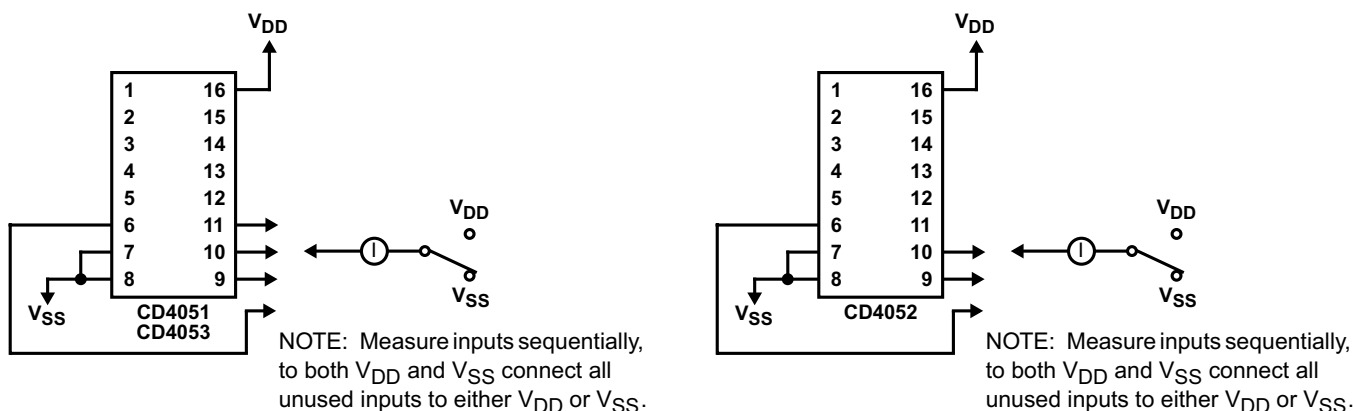 VDD
1 16
2 15
3 14
4 13
5 12
6 11
7 10
8 9
VSS
CD4051
CD4053
I
VDD
VSS
NOTE: Measure inputs sequentially,
to both VDD and VSS connect all
unused inputs to either VDD or VSS.
VDD
1 16
2 15
3 14
4 13
5 12
6 11
7 10
8 9
VSS
CD4052
I
VDD
VSS
NOTE: Measure inputs sequentially,
to both VDD and VSS connect all
unused inputs to either VDD or VSS.